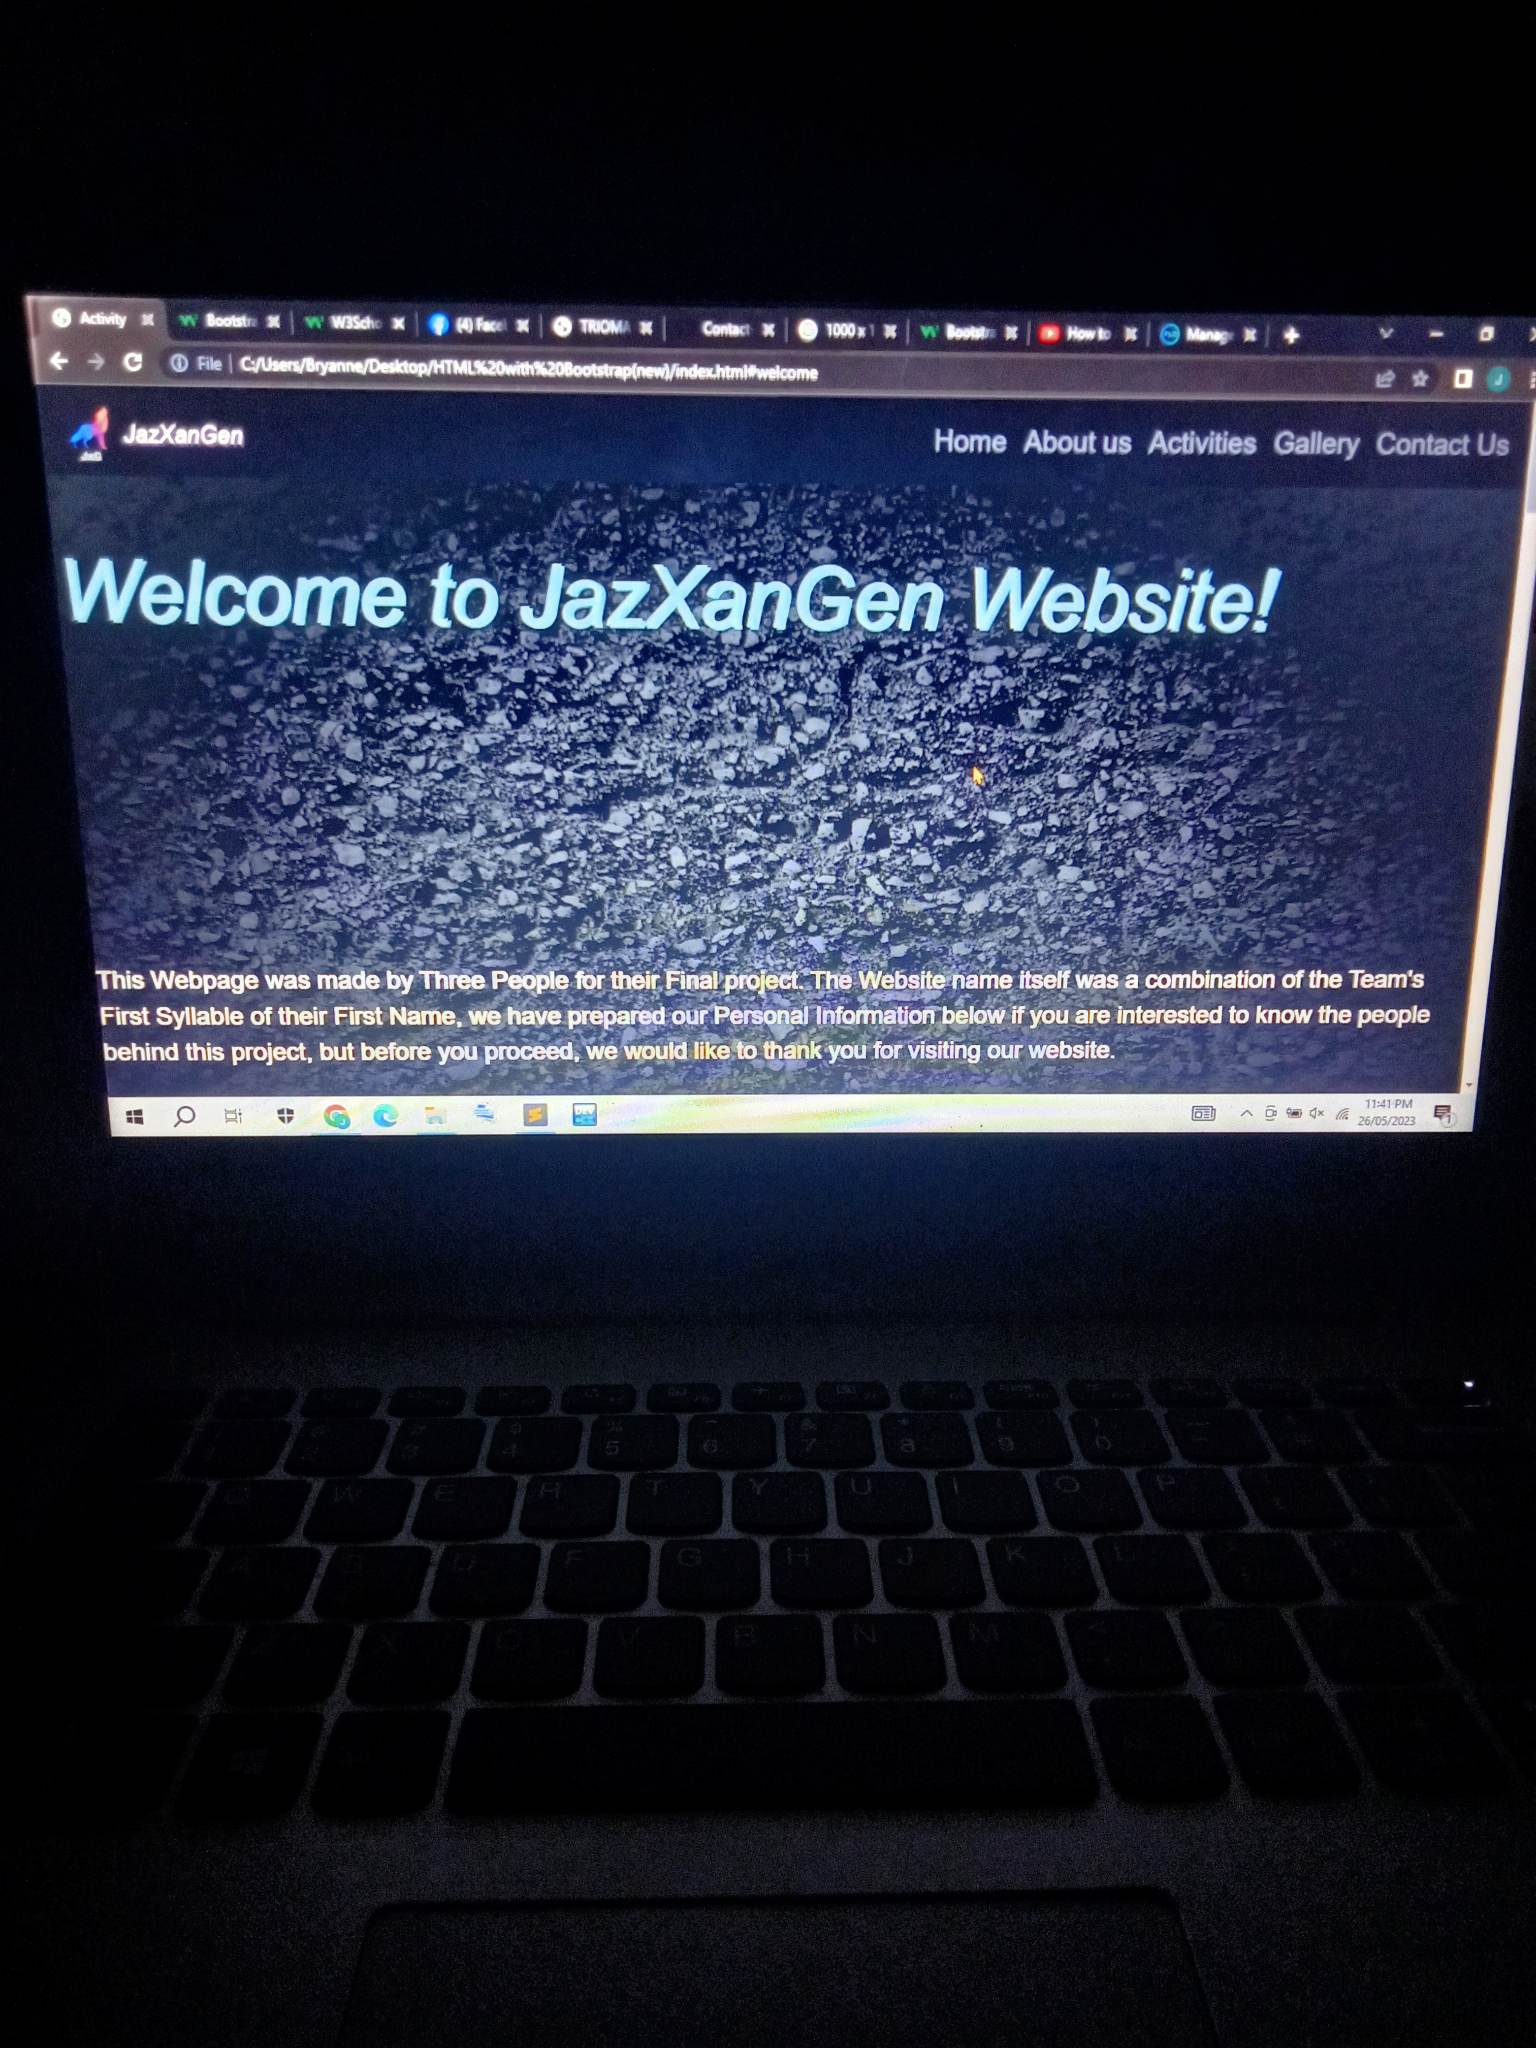 Activity
Bootstra
W3Scho
(4) Face
TRIOMA
Contact
1000 x 1
Bootstra
How to
Manag
File
C:/Users/Bryanne/Desktop/HTML%20with%20Bootstrap(new)/index.html#welcome
J
JazXanGen
Home About us Activities Gallery Contact Us
Welcome to JazXanGen Website!
This Webpage was made by Three People for their Final project. The Website name itself was a combination of the Team's
First Syllable of their First Name, we have prepared our Personal Information below if you are interested to know the people
behind this project, but before you proceed, we would like to thank you for visiting our website.
DEV
11:41 PM
26/05/2023
1
3 4 5 6 7 8 9 0
W E R T Y U I O P
D F G H J K L
X C V B N M